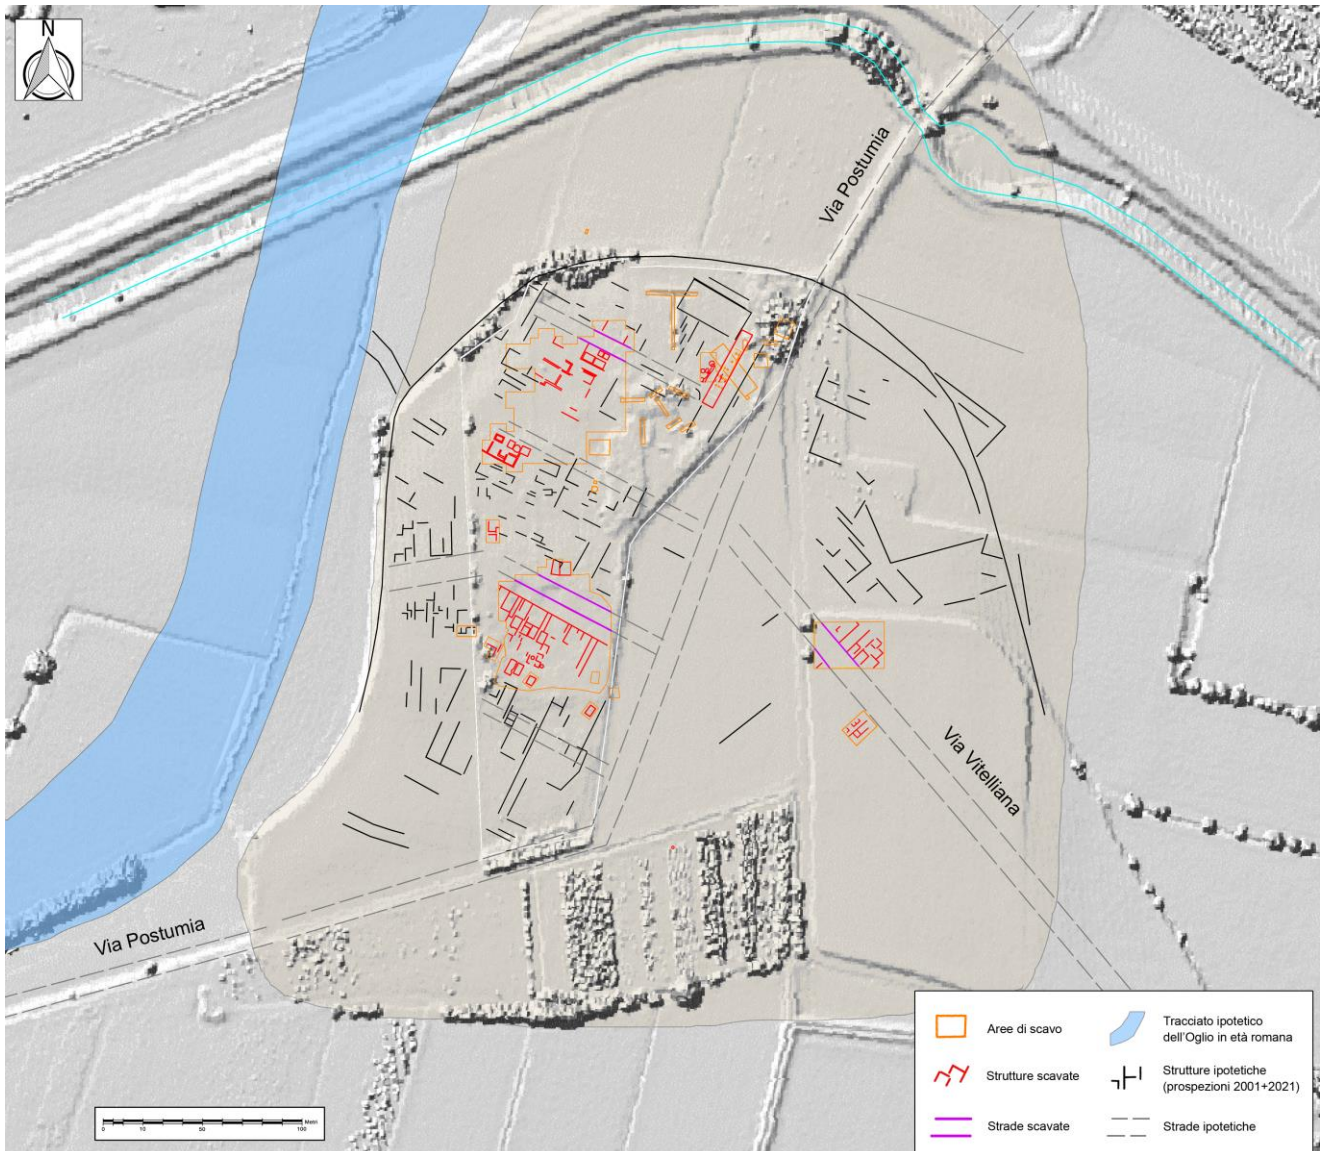 N
Via Postumia
Via Vitelliana
Via Postumia
Aree di scavo
Tracciato ipotetico
dell'Oglio in età romana
Strutture scavate
Strutture ipotetiche
(prospezioni 2001+2021)
Strade scavate
Strade ipotetiche
Metri
0 10 50 100